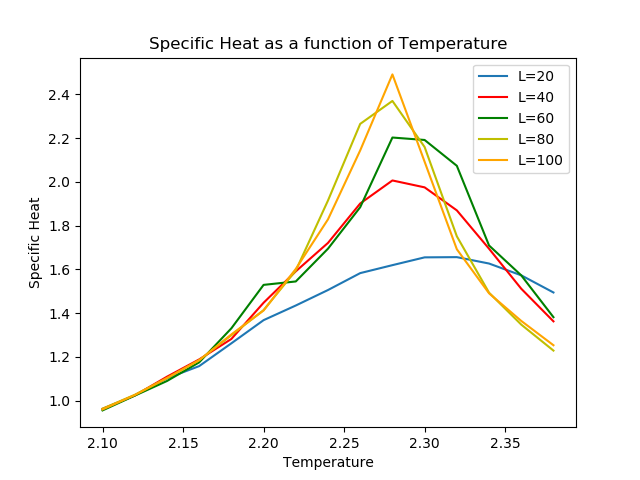 Specific Heat as a function of Temperature
L=20
L=40
L=60
L=80
L=100
2.4
2.2
2.0
1.8
1.6
1.4
1.2
1.0
Specific Heat
2.10 2.15 2.20 2.25 2.30 2.35
Temperature